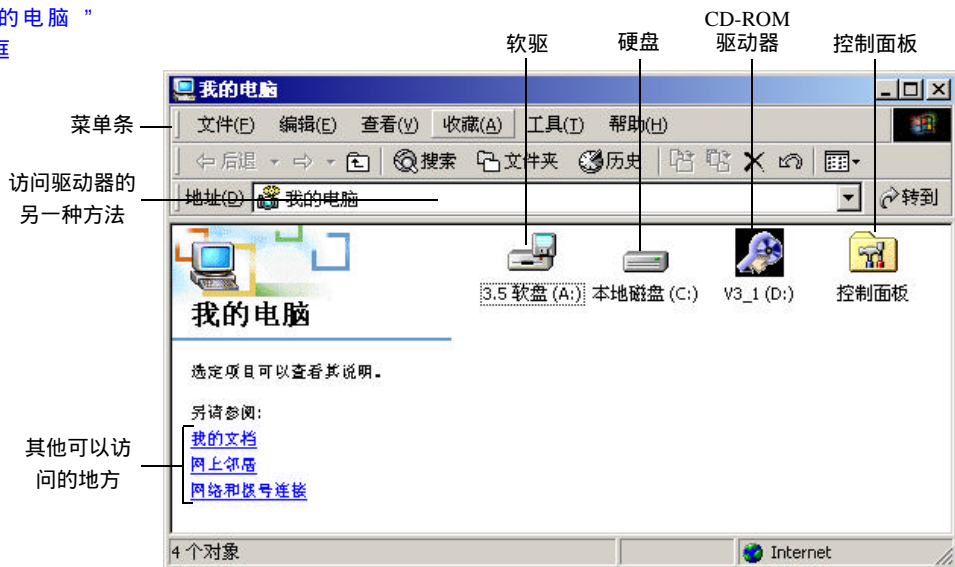 的电脑 ”
框
CD-ROM
软驱 硬盘 驱动器 控制面板
我的电脑
菜单条
文件(F) 编辑(E) 查看(V) 收藏(A) 工具(T) 帮助(H)
后退 搜索 文件夹 历史
访问驱动器的
另一种方法
地址(D) 我的电脑 转到
3.5 软盘 (A:) 本地磁盘 (C:) V3_1 (D:) 控制面板
我的电脑
选定项目可以查看其说明。
另请参阅:
我的文档
网上邻居
网络和拨号连接
其他可以访
问的地方
4 个对象 Internet